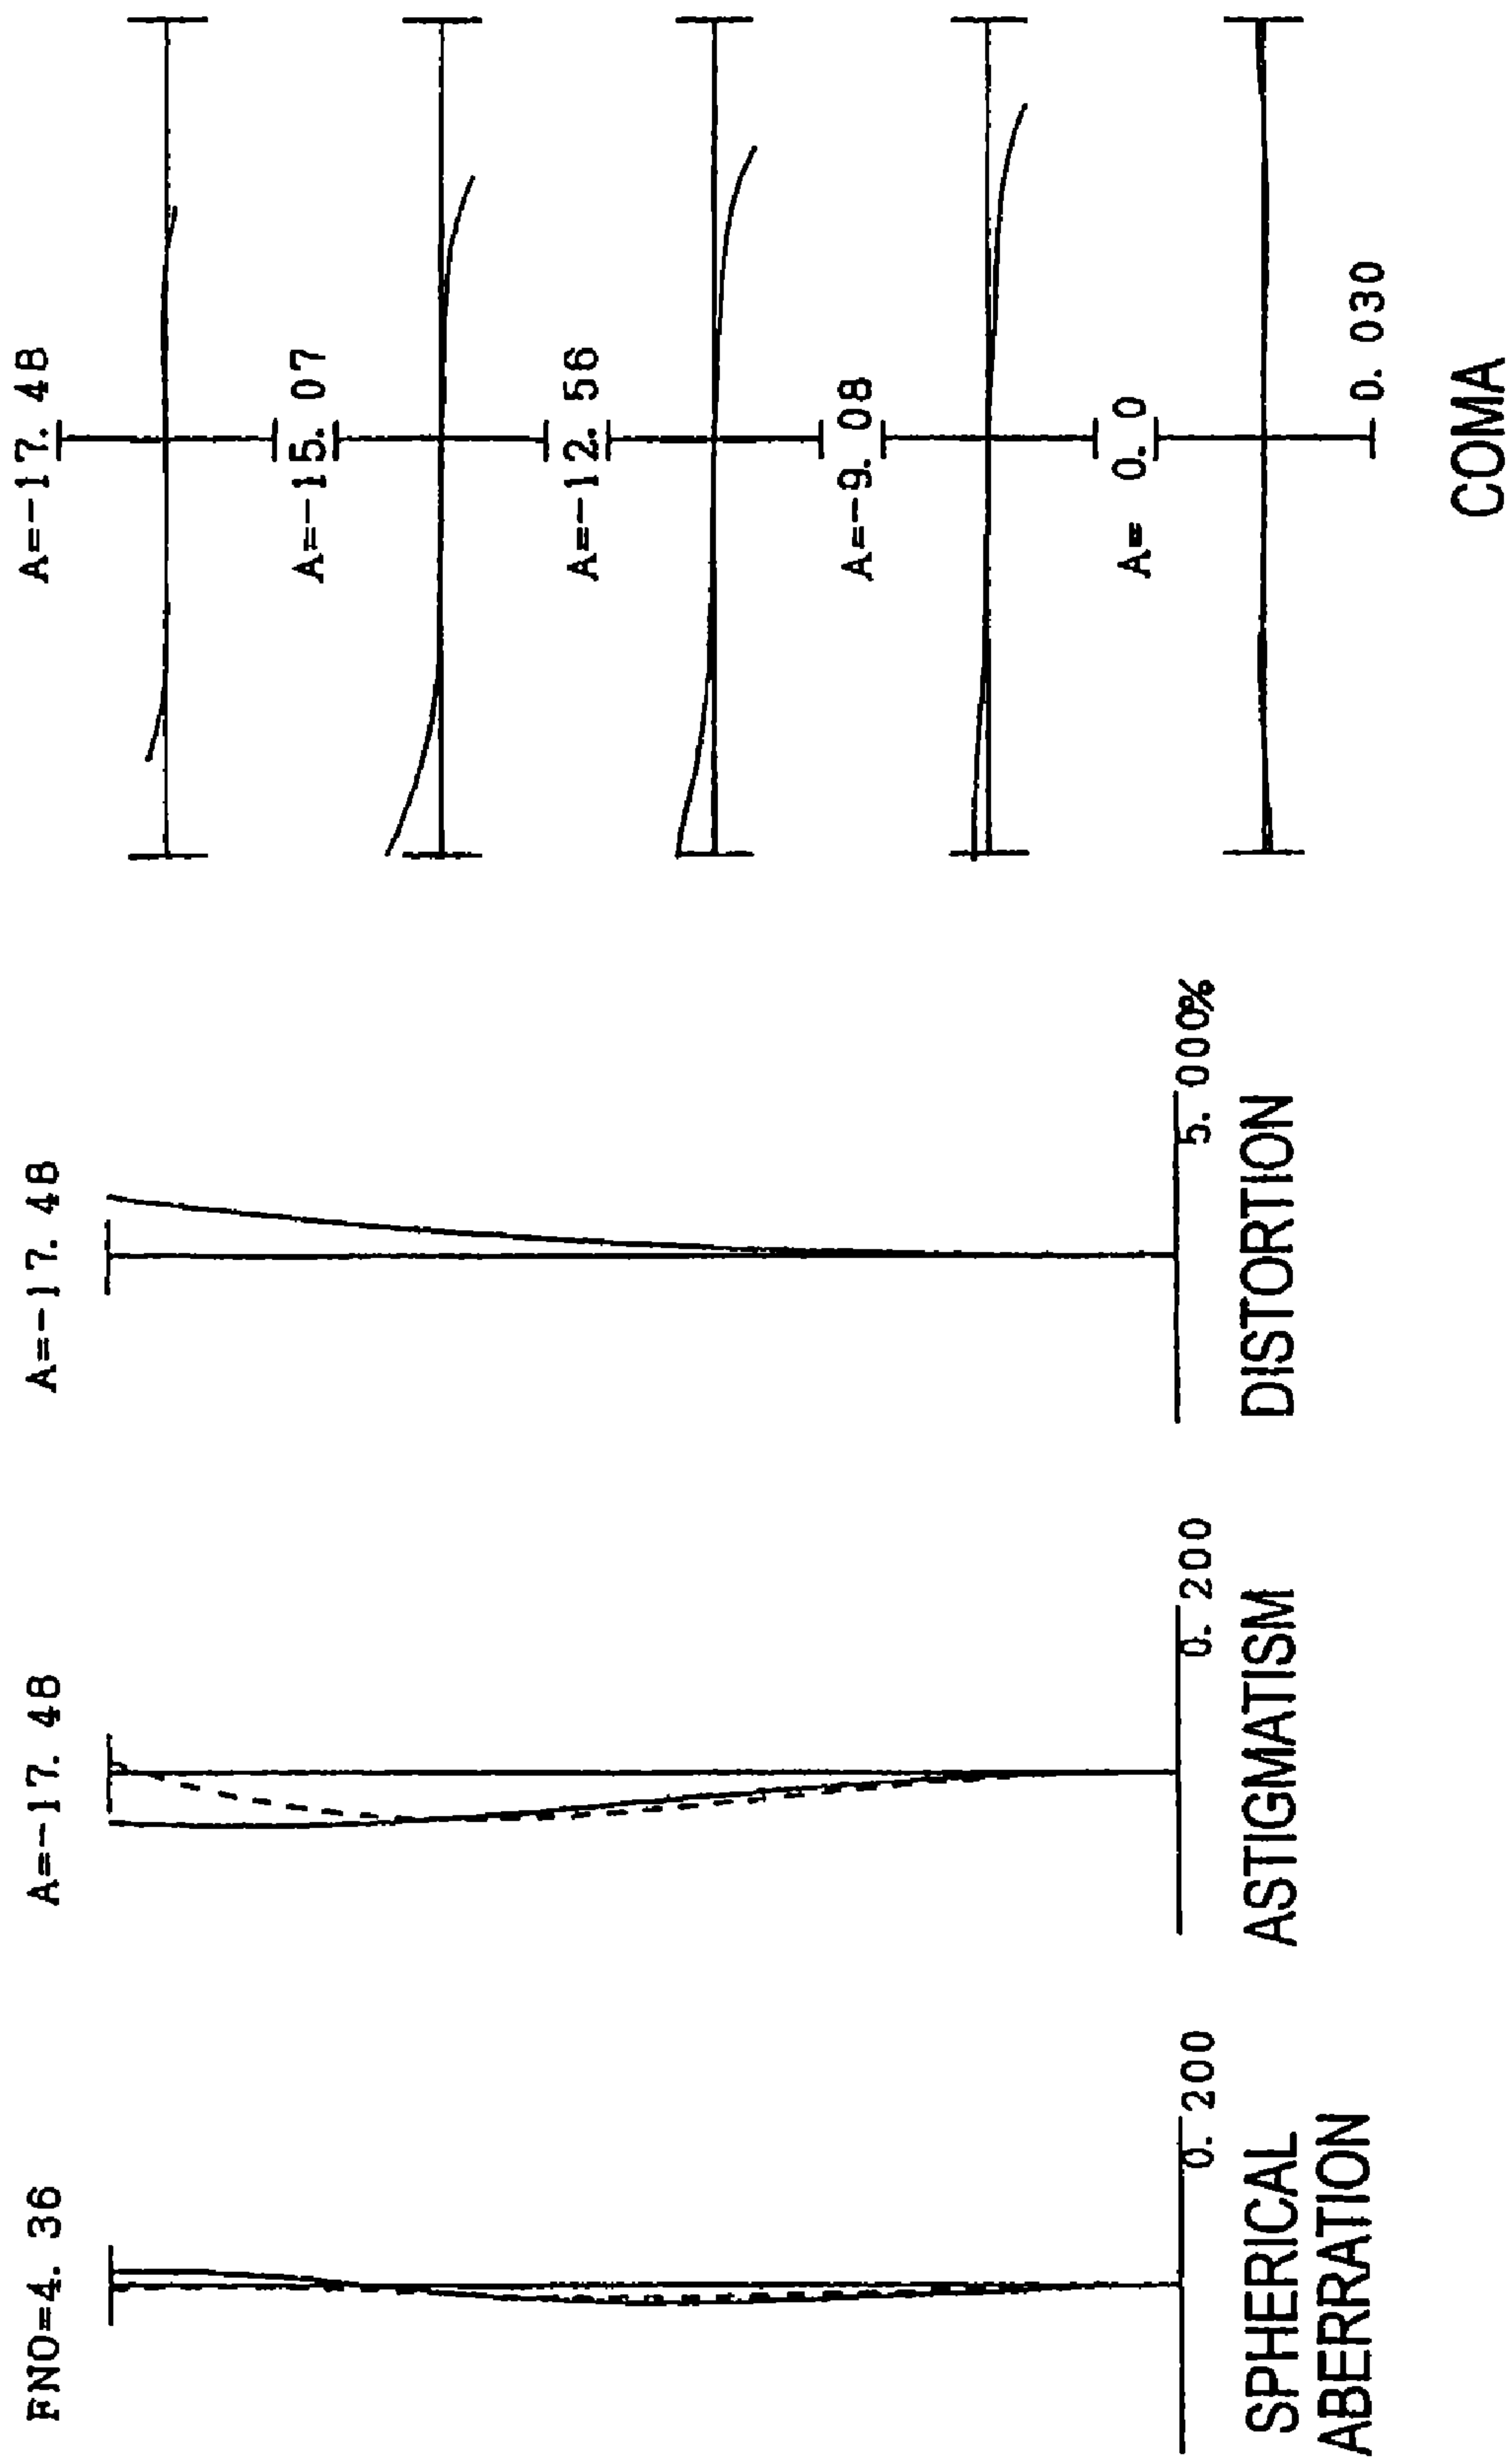 FNO=4. 36
0. 200
SPHERICAL
ABERRATION
A=-17. 48
0. 200
ASTIGMATISM
A=-17. 48
5. 000%
DISTORTION
A=-17. 48
A=-15. 07
A=-12. 56
A=-9. 08
A= 0. 0
0. 030
COMA